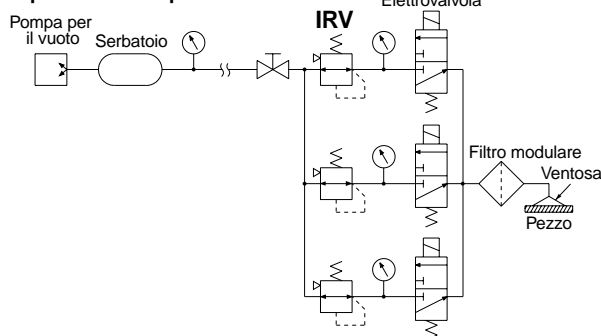 Elettrovalvola
Pompa per
il vuoto
Serbatoio
IRV
Filtro modulare
Ventosa
Pezzo